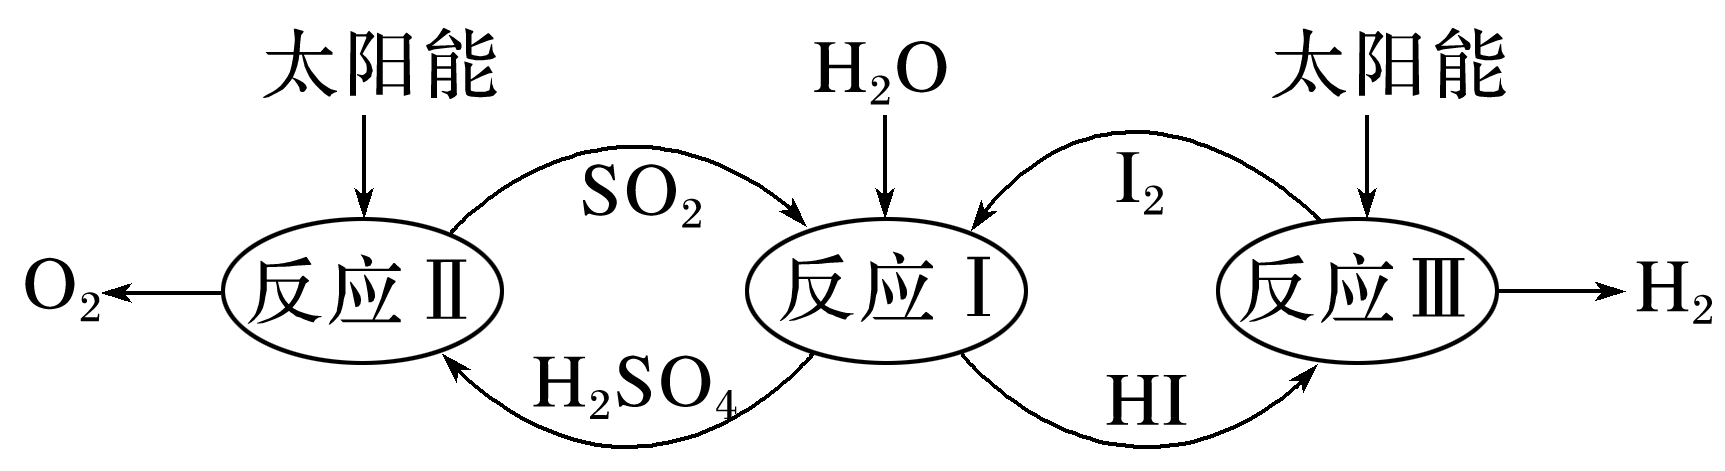 太阳能 H₂O 太阳能
SO₂ I₂
O₂ 反应Ⅱ 反应Ⅰ 反应Ⅲ H₂
H₂SO₄ HI